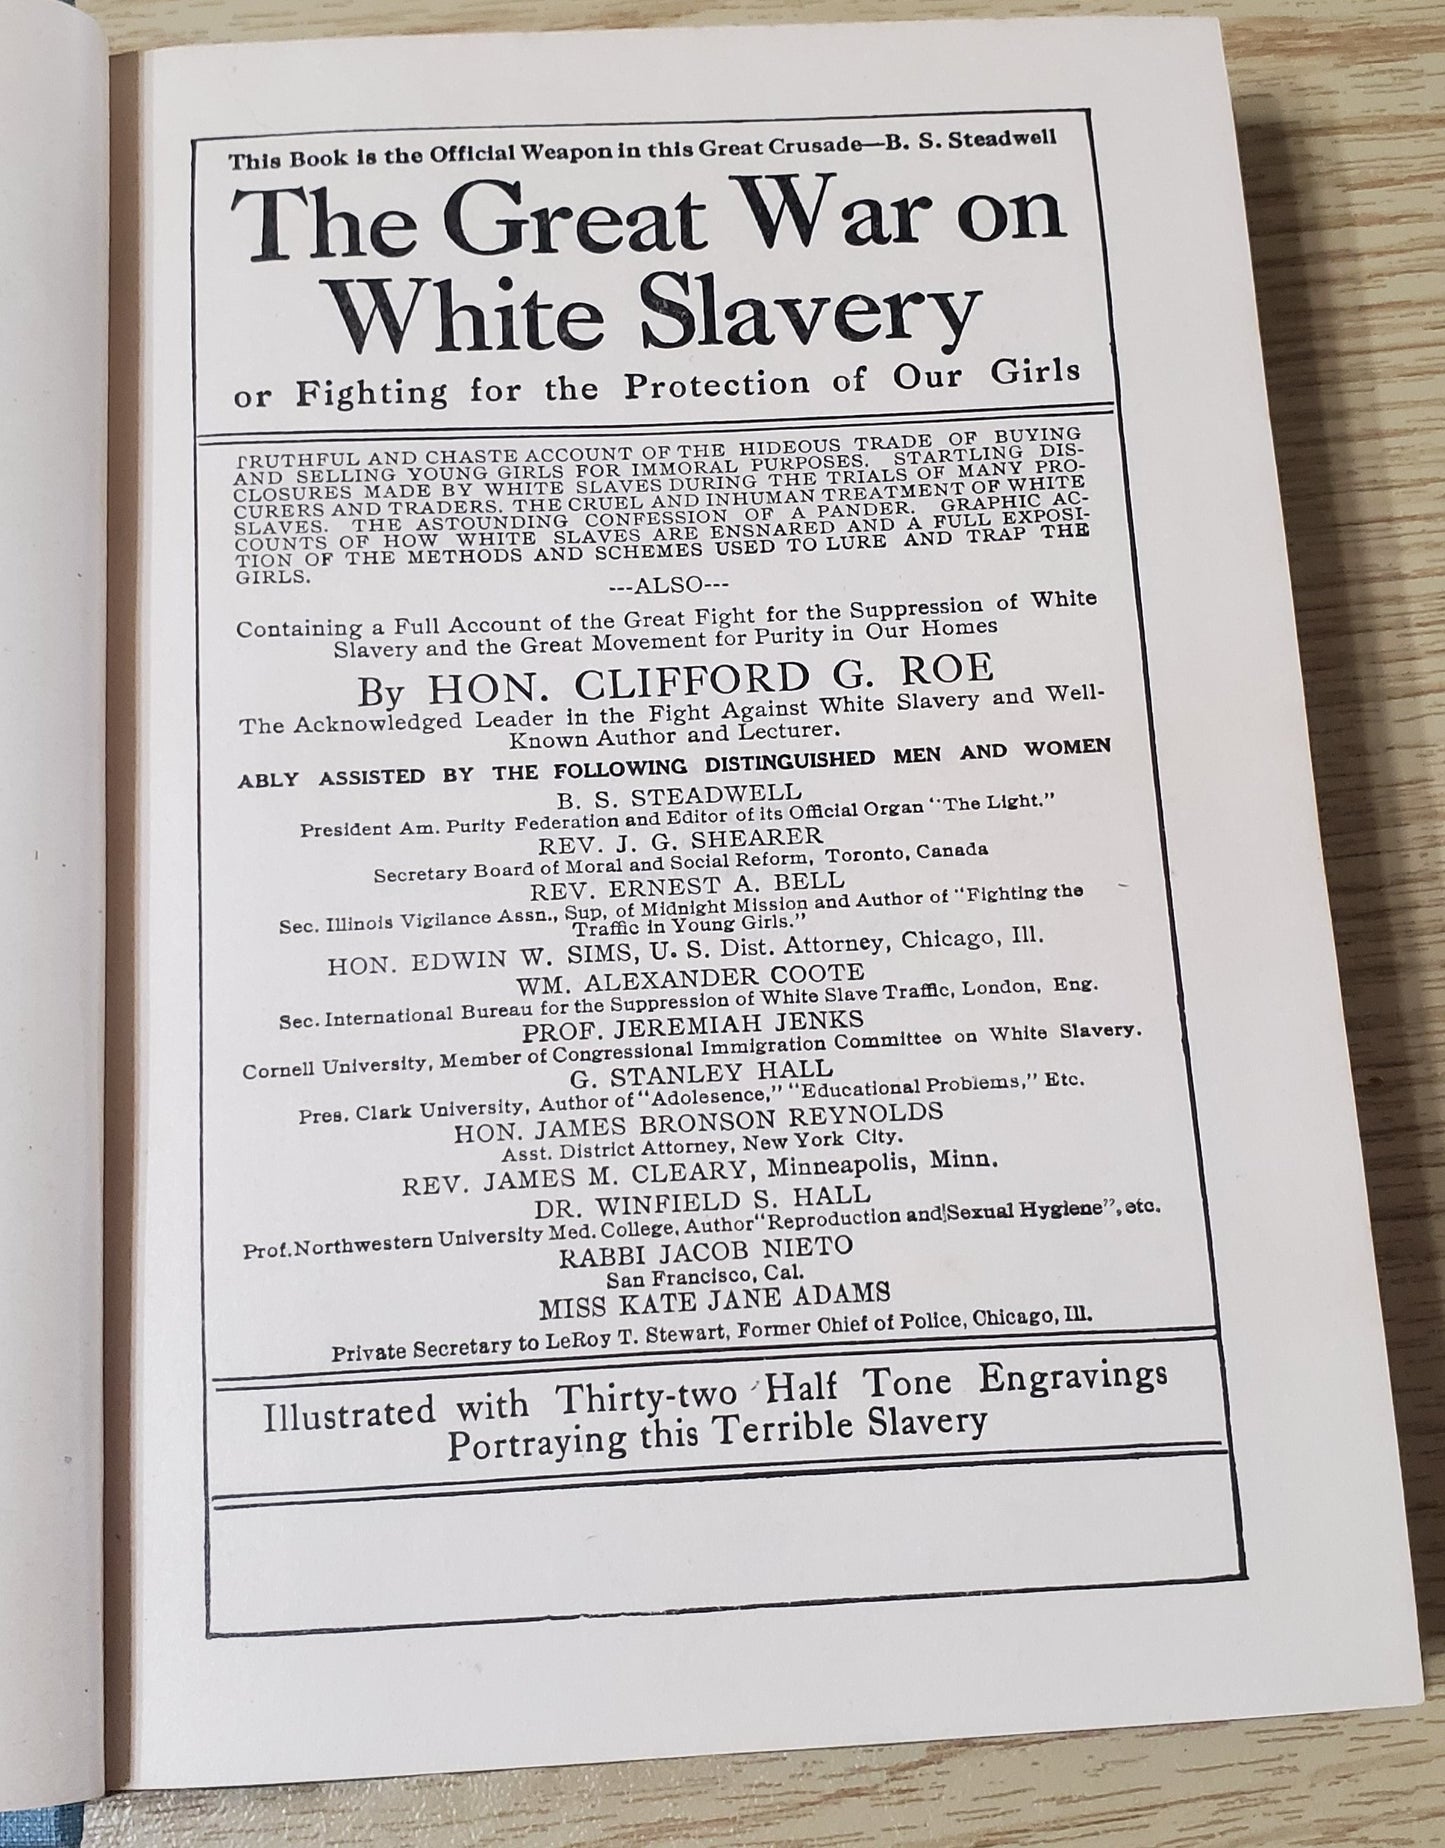 This Book is the Official Weapon in this Great Crusade—B. S. Steadwell
The Great War on
White Slavery
or Fighting for the Protection of Our Girls
TRUTHFUL AND CHASTE ACCOUNT OF THE HIDEOUS TRADE OF BUYING
AND SELLING YOUNG GIRLS FOR IMMORAL PURPOSES. STARTLING DIS-
CLOSURES MADE BY WHITE SLAVES DURING THE TRIALS OF MANY PRO-
CURERS AND TRADERS. THE CRUEL AND INHUMAN TREATMENT OF WHITE
SLAVES. THE ASTOUNDING CONFESSION OF A PANDER. GRAPHIC AC-
COUNTS OF HOW WHITE SLAVES ARE ENSNARED AND A FULL EXPOSI-
TION OF THE METHODS AND SCHEMES USED TO LURE AND TRAP THE
GIRLS.
---ALSO---
Containing a Full Account of the Great Fight for the Suppression of White
Slavery and the Great Movement for Purity in Our Homes
By HON. CLIFFORD G. ROE
The Acknowledged Leader in the Fight Against White Slavery and Well-
Known Author and Lecturer.
ABLY ASSISTED BY THE FOLLOWING DISTINGUISHED MEN AND WOMEN
B. S. STEADWELL
President Am. Purity Federation and Editor of its Official Organ "The Light."
REV. J. G. SHEARER
Secretary Board of Moral and Social Reform, Toronto, Canada
REV. ERNEST A. BELL
Sec. Illinois Vigilance Assn., Sup. of Midnight Mission and Author of "Fighting the
Traffic in Young Girls."
HON. EDWIN W. SIMS, U. S. Dist. Attorney, Chicago, Ill.
WM. ALEXANDER COOTE
Sec. International Bureau for the Suppression of White Slave Traffic, London, Eng.
PROF. JEREMIAH JENKS
Cornell University, Member of Congressional Immigration Committee on White Slavery.
G. STANLEY HALL
Pres. Clark University, Author of "Adolesence," "Educational Problems," Etc.
HON. JAMES BRONSON REYNOLDS
Asst. District Attorney, New York City.
REV. JAMES M. CLEARY, Minneapolis, Minn.
DR. WINFIELD S. HALL
Prof. Northwestern University Med. College, Author "Reproduction and Sexual Hygiene", etc.
RABBI JACOB NIETO
San Francisco, Cal.
MISS KATE JANE ADAMS
Private Secretary to LeRoy T. Stewart, Former Chief of Police, Chicago, Ill.
Illustrated with Thirty-two Half Tone Engravings
Portraying this Terrible Slavery